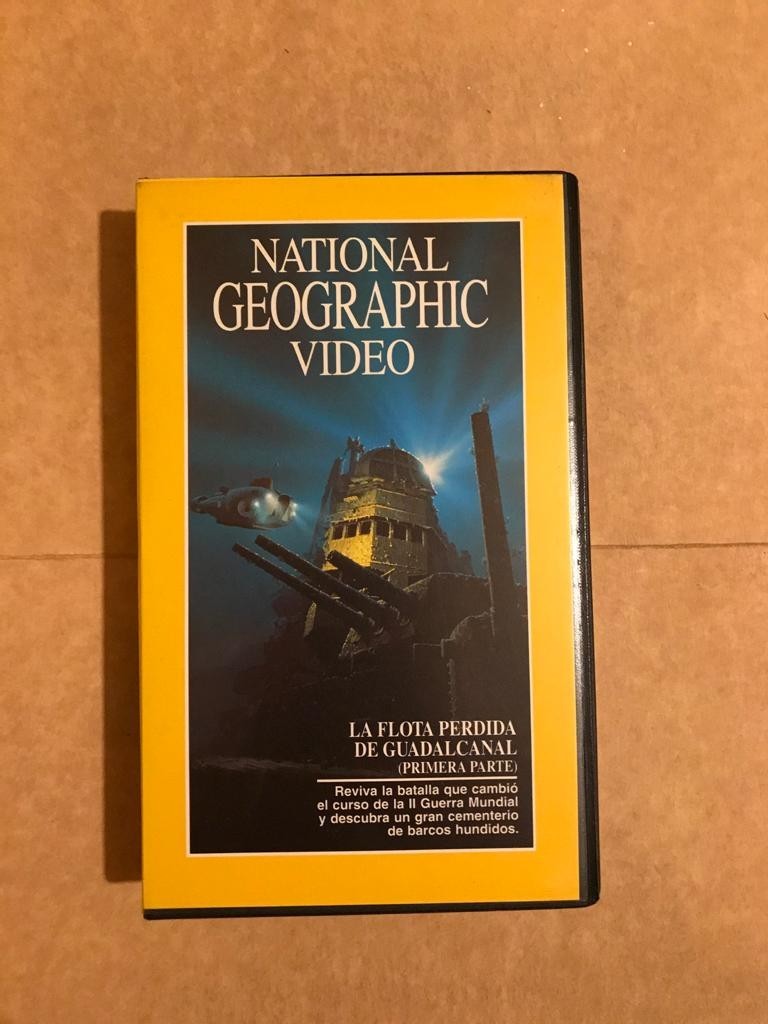 NATIONAL
GEOGRAPHIC
VIDEO
LA FLOTA PERDIDA
DE GUADALCANAL
(PRIMERA PARTE)
Reviva la batalla que cambió
el curso de la II Guerra Mundial
y descubra un gran cementerio
de barcos hundidos.